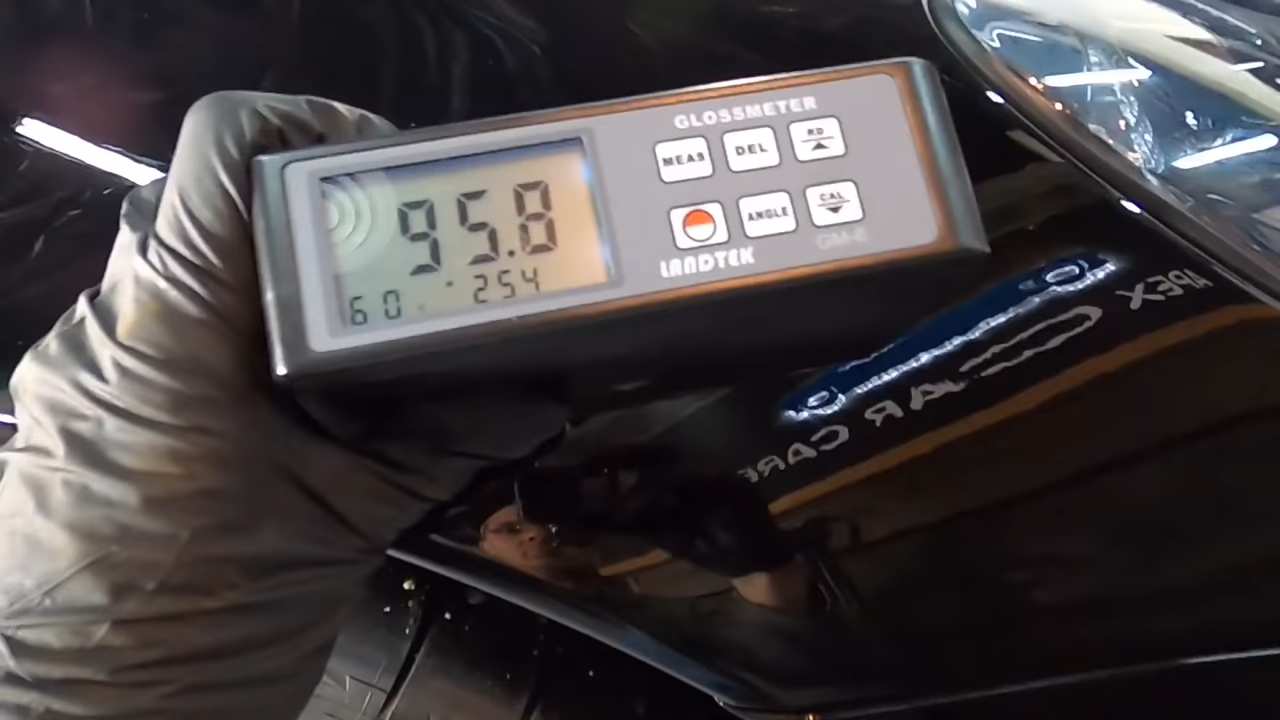 GLOSSMETER
MEAS DEL RD
95.8
ANGLE CAL
60 254
LANDTEK GM-6
APEX
CAR CARE